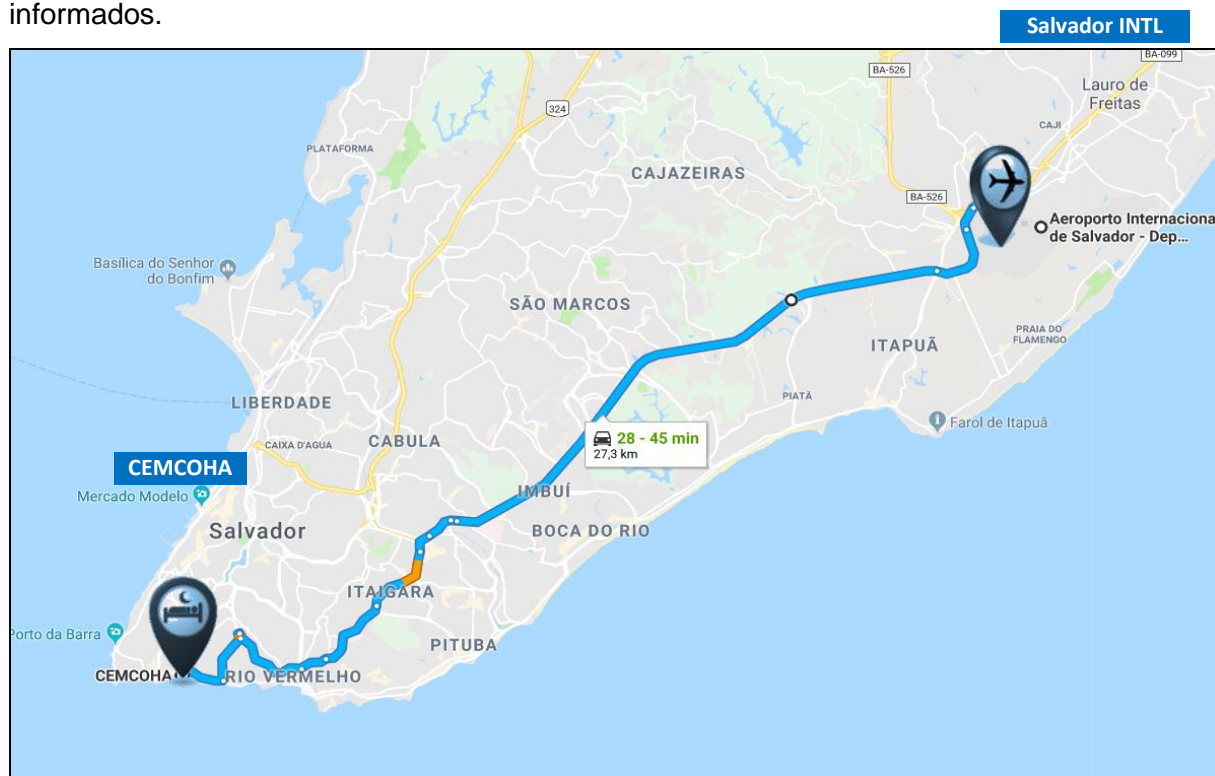 informados.
Salvador INTL
BA-099
BA-526
Lauro de
Freitas
324
CAJI
PLATAFORMA
CAJAZEIRAS
BA-526
Aeroporto Internaciona
de Salvador - Dep...
Basílica do Senhor
do Bonfim
SÃO MARCOS
PRAIA DO
FLAMENGO
ITAPUÃ
LIBERDADE
PIATÃ
Farol de Itapuã
CAIXA D'AGUA
CABULA
28 - 45 min
27,3 km
CEMCOHA
Mercado Modelo
IMBUÍ
Salvador
BOCA DO RIO
ITAIGARA
Porto da Barra
PITUBA
CEMCOHA
RIO VERMELHO